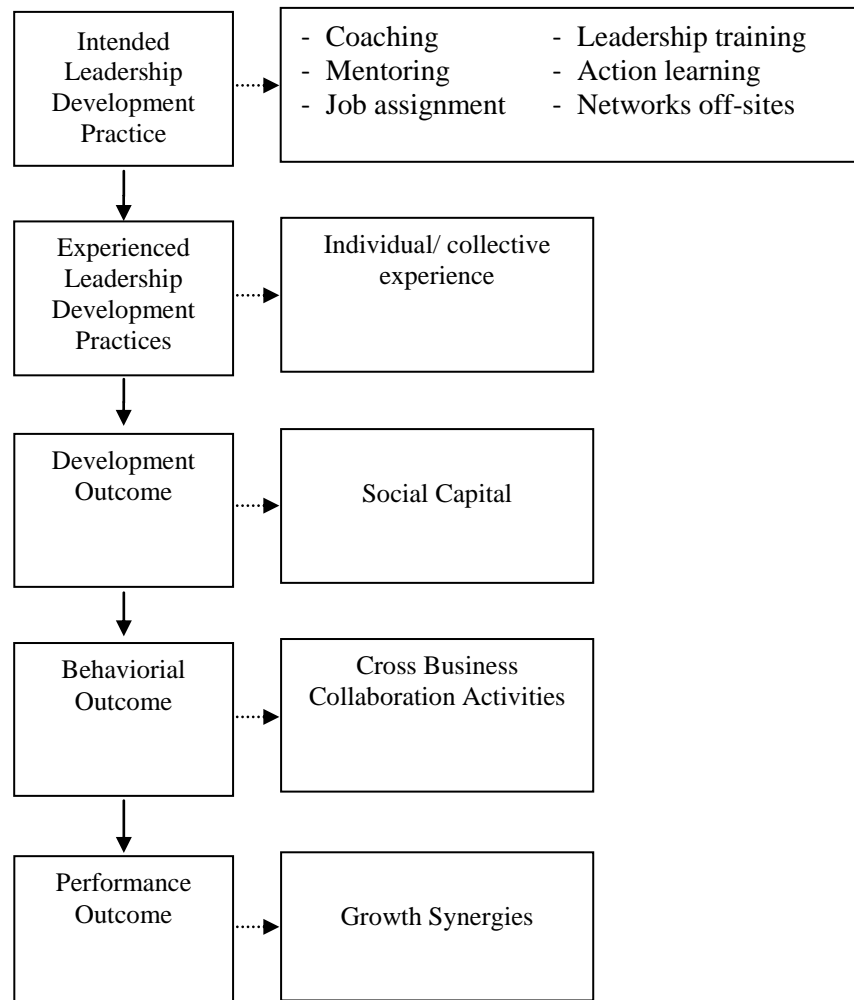 Intended
Leadership
Development
Practice
- Coaching
- Mentoring
- Job assignment
- Leadership training
- Action learning
- Networks off-sites
Experienced
Leadership
Development
Practices
Individual/ collective
experience
Development
Outcome
Social Capital
Behaviorial
Outcome
Cross Business
Collaboration Activities
Performance
Outcome
Growth Synergies